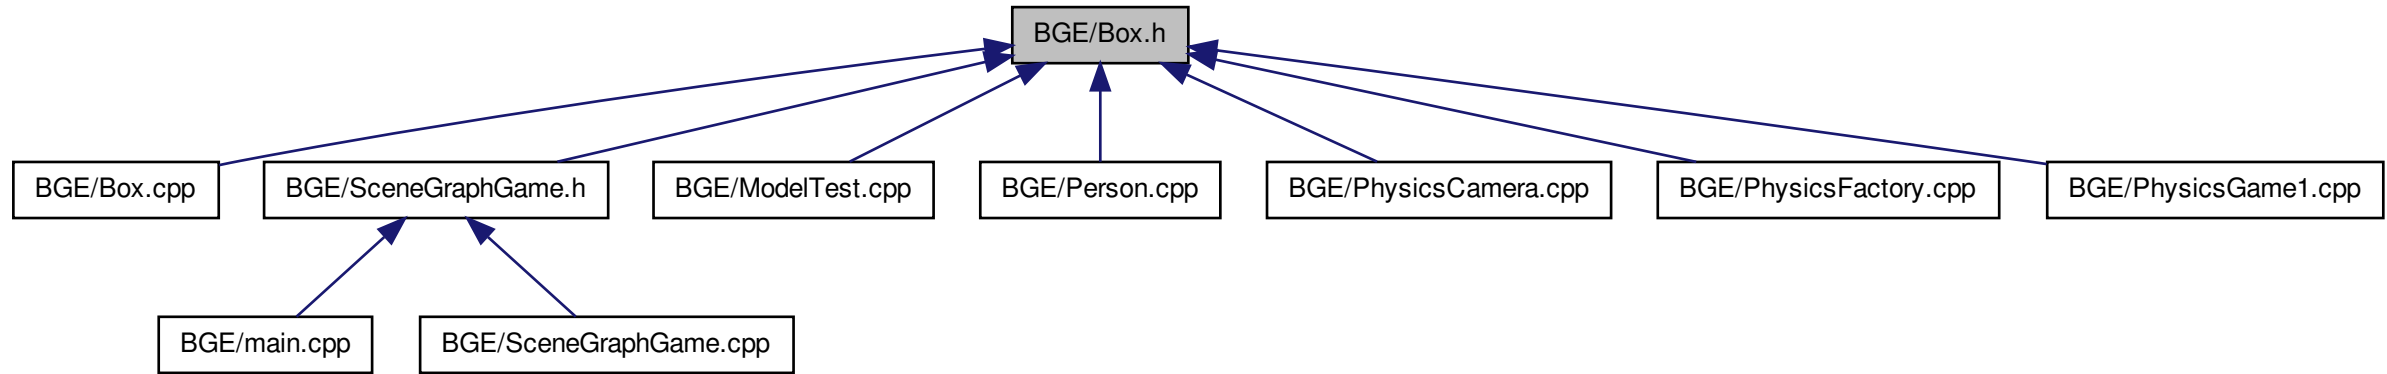 BGE/Box.h
BGE/Box.cpp
BGE/SceneGraphGame.h
BGE/ModelTest.cpp
BGE/Person.cpp
BGE/PhysicsCamera.cpp
BGE/PhysicsFactory.cpp
BGE/PhysicsGame1.cpp
BGE/main.cpp
BGE/SceneGraphGame.cpp